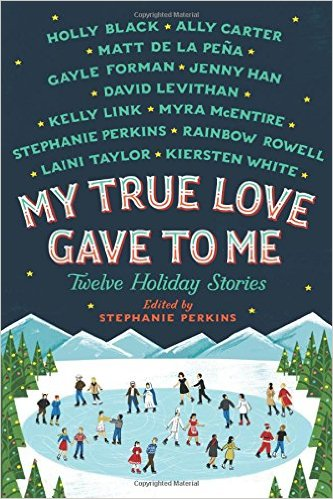 HOLLY BLACK ★ ALLY CARTER
MATT DE LA PEÑA
GAYLE FORMAN ★ JENNY HAN
DAVID LEVITHAN
KELLY LINK ★ MYRA McENTIRE
STEPHANIE PERKINS ★ RAINBOW ROWELL
LAINI TAYLOR ★ KIERSTEN WHITE
MY TRUE LOVE
GAVE TO ME
Twelve Holiday Stories
Edited by
STEPHANIE PERKINS